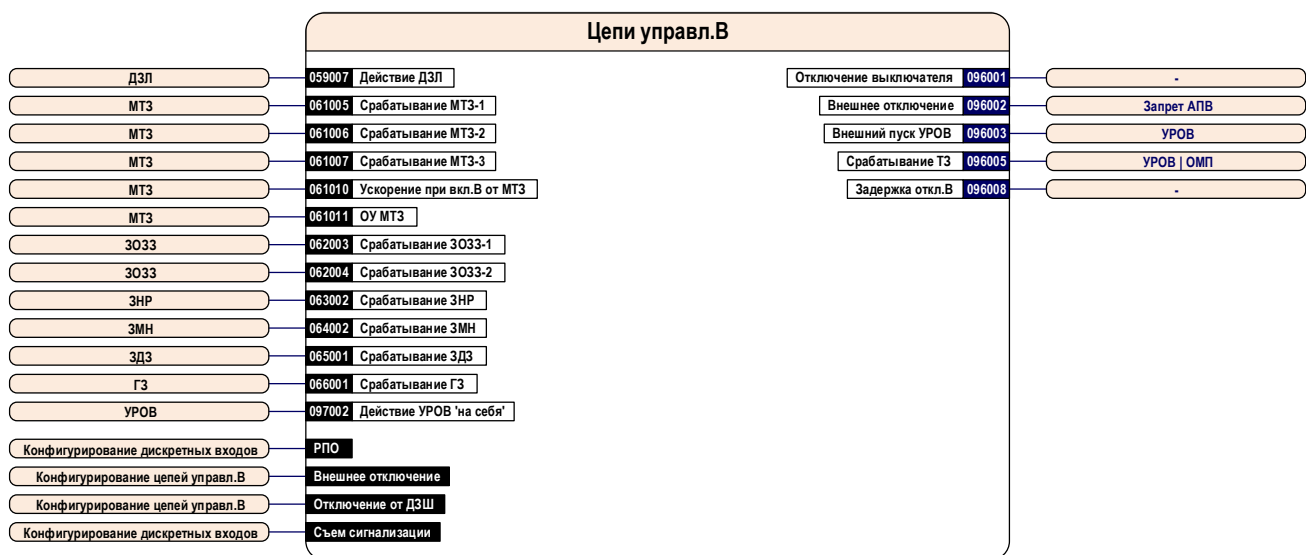 Цепи управл.В
ДЗЛ 059007 Действие ДЗЛ Отключение выключателя 096001 -
МТЗ 061005 Срабатывание МТЗ-1 Внешнее отключение 096002 Запрет АПВ
МТЗ 061006 Срабатывание МТЗ-2 Внешний пуск УРОВ 096003 УРОВ
МТЗ 061007 Срабатывание МТЗ-3 Срабатывание ТЗ 096005 УРОВ | ОМП
МТЗ 061010 Ускорение при вкл.В от МТЗ Задержка откл.В 096008 -
МТЗ 061011 ОУ МТЗ
ЗОЗЗ 062003 Срабатывание ЗОЗЗ-1
ЗОЗЗ 062004 Срабатывание ЗОЗЗ-2
ЗНР 063002 Срабатывание ЗНР
ЗМН 064002 Срабатывание ЗМН
ЗДЗ 065001 Срабатывание ЗДЗ
ГЗ 066001 Срабатывание ГЗ
УРОВ 097002 Действие УРОВ 'на себя'
Конфигурирование дискретных входов РПО
Конфигурирование цепей управл.В Внешнее отключение
Конфигурирование цепей управл.В Отключение от ДЗШ
Конфигурирование дискретных входов Съем сигнализации